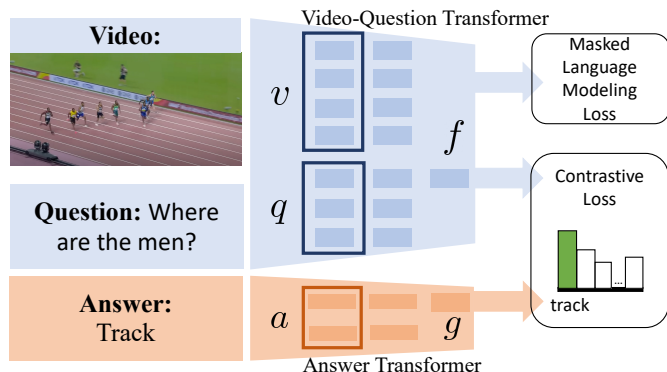 Video-Question Transformer
Video:
v
f
Masked
Language
Modeling
Loss
Question: Where
are the men?
q
Contrastive
Loss
...
track
Answer:
Track
a
g
Answer Transformer